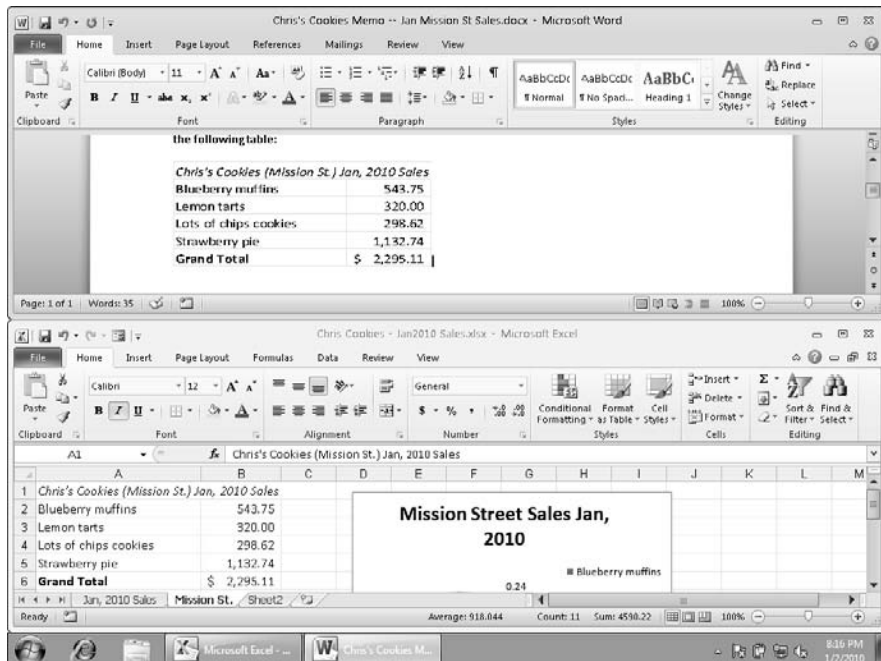 Chris's Cookies Memo -- Jan Mission St Sales.docx - Microsoft Word
File Home Insert Page Layout References Mailings Review View
Calibri (Body) 11 A A Aa
Paste B I U abe x, x' A
AaBbCcDc AaBbCcDc AaBbC
¶ Normal ¶ No Spaci... Heading 1
Change Styles
Find
Replace
Select
Clipboard Font Paragraph Styles Editing
the following table:
Chris's Cookies (Mission St.) Jan, 2010 Sales
Blueberry muffins 543.75
Lemon tarts 320.00
Lots of chips cookies 298.62
Strawberry pie 1,132.74
Grand Total $ 2,295.11
Page: 1 of 1 Words: 35 100%
Chris Cookies - Jan2010 Sales.xlsx - Microsoft Excel
File Home Insert Page Layout Formulas Data Review View
Calibri 12 A A General
Paste B I U A $ % ,
Conditional Formatting Format as Table Cell Styles
Insert
Delete
Format
Σ Sort & Filter Find & Select
Clipboard Font Alignment Number Styles Cells Editing
A1 fx Chris's Cookies (Mission St.) Jan, 2010 Sales
A B C D E F G H I J K L M
1 Chris's Cookies (Mission St.) Jan, 2010 Sales
2 Blueberry muffins 543.75
3 Lemon tarts 320.00
4 Lots of chips cookies 298.62
5 Strawberry pie 1,132.74
6 Grand Total $ 2,295.11
Mission Street Sales Jan,
2010
Blueberry muffins
0.24
Jan, 2010 Sales Mission St. Sheet2
Ready Average: 918.044 Count: 11 Sum: 4590.22 100%
Microsoft Excel - ... Chris's Cookies M...
8:16 PM
1/2/2010